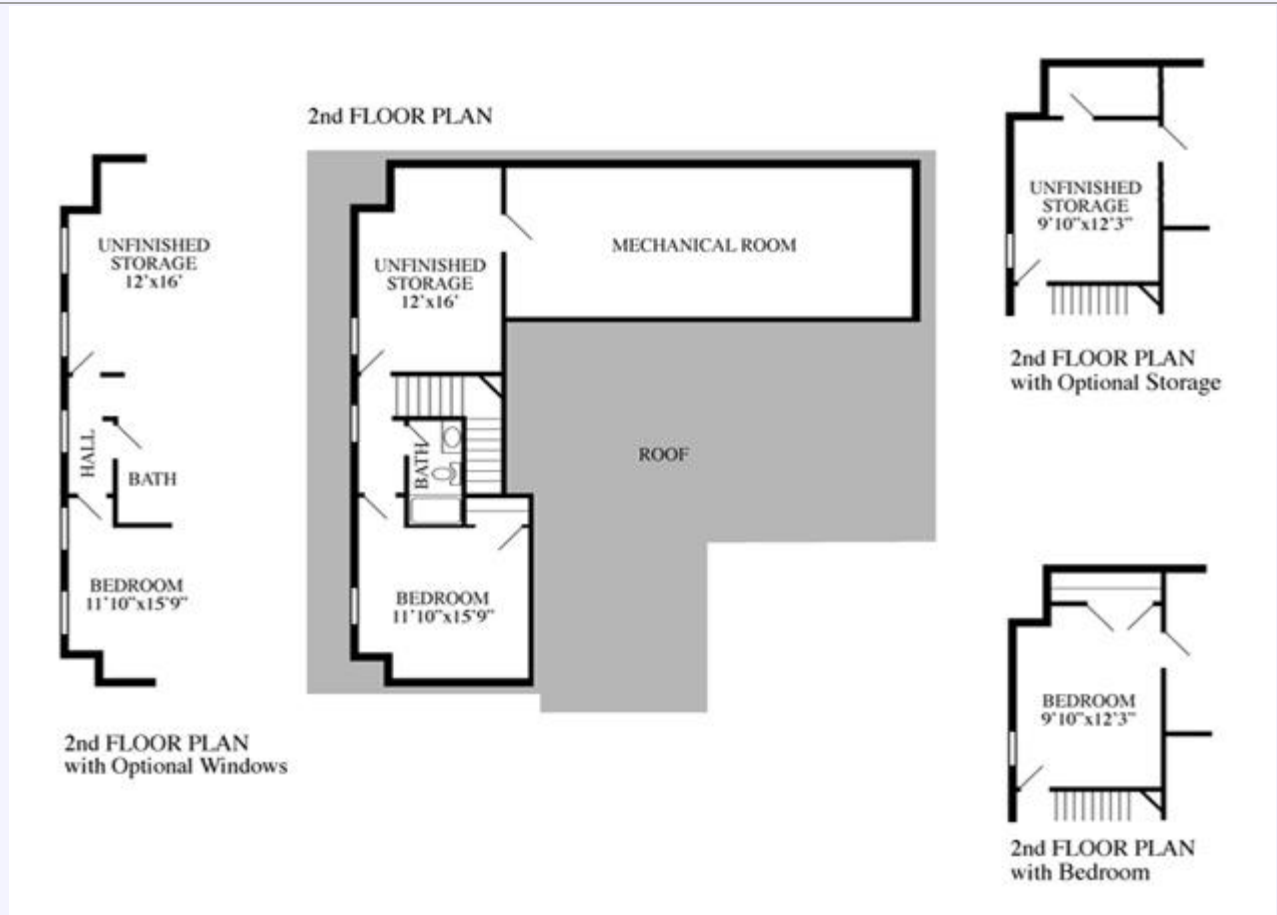 2nd FLOOR PLAN
UNFINISHED
STORAGE
12'x16'
HALL
BATH
BEDROOM
11'10"x15'9"
2nd FLOOR PLAN
with Optional Windows
UNFINISHED
STORAGE
12'x16'
MECHANICAL ROOM
BATH
ROOF
BEDROOM
11'10"x15'9"
UNFINISHED
STORAGE
9'10"x12'3"
2nd FLOOR PLAN
with Optional Storage
BEDROOM
9'10"x12'3"
2nd FLOOR PLAN
with Bedroom